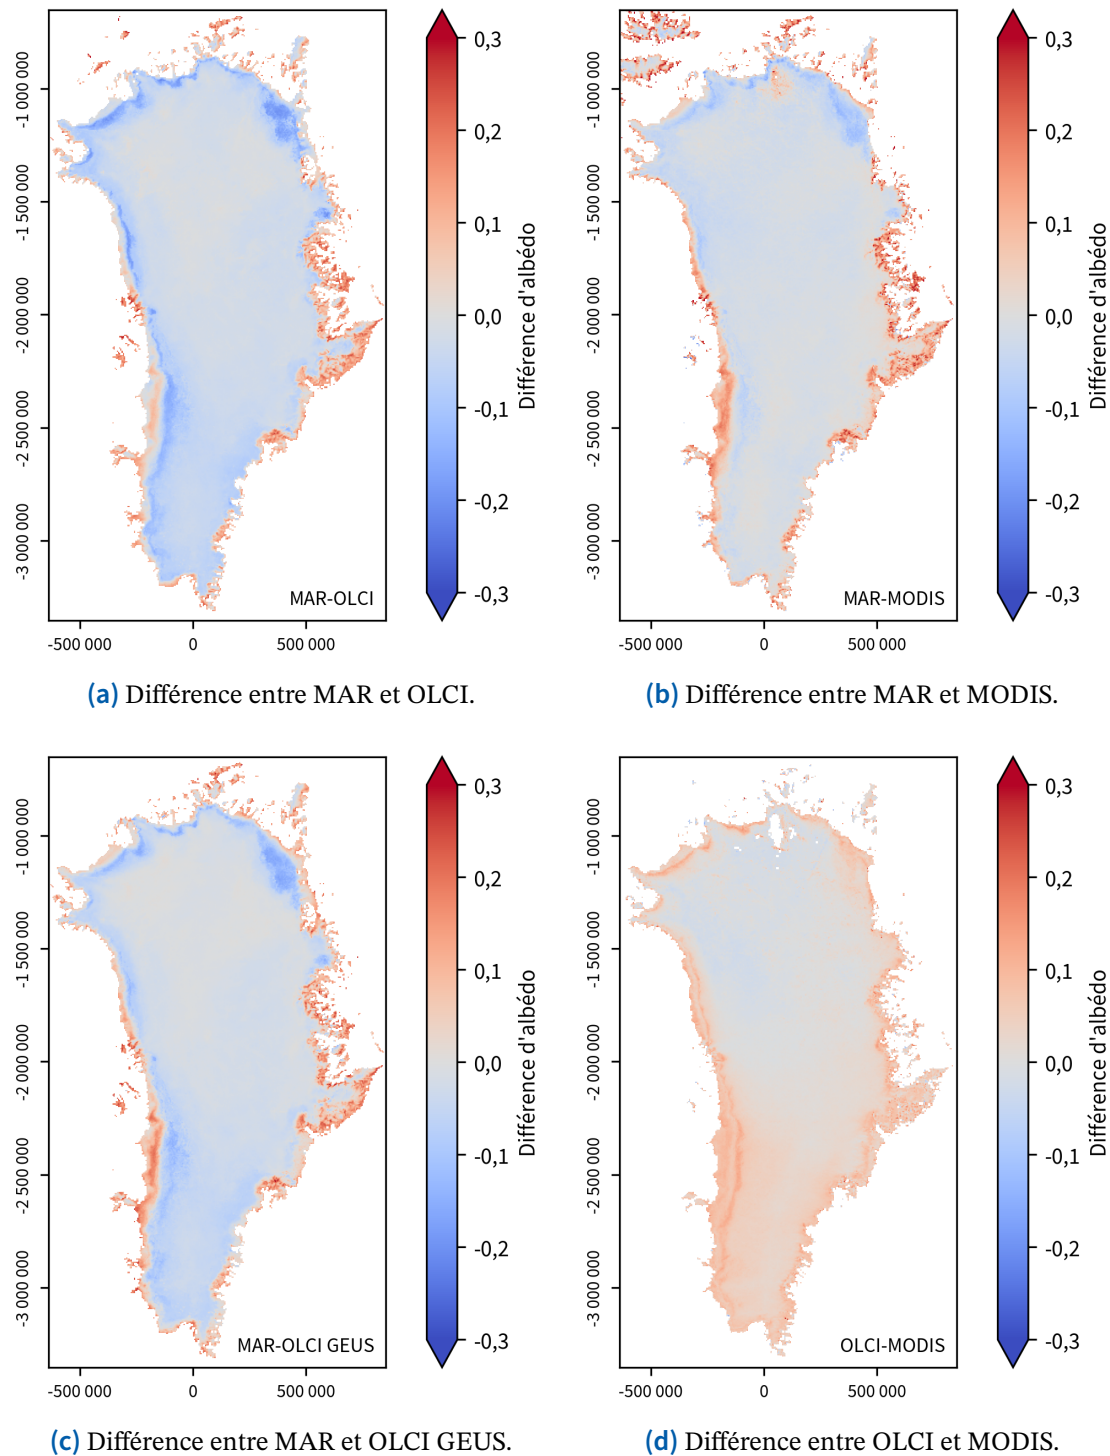 0,3
0,2
0,1
0,0
-0,1
-0,2
-0,3
Différence d'albédo
-1 000 000
-1 500 000
-2 000 000
-2 500 000
-3 000 000
-500 000 0 500 000
MAR-OLCI
(a) Différence entre MAR et OLCI.
0,3
0,2
0,1
0,0
-0,1
-0,2
-0,3
Différence d'albédo
-1 000 000
-1 500 000
-2 000 000
-2 500 000
-3 000 000
-500 000 0 500 000
MAR-MODIS
(b) Différence entre MAR et MODIS.
0,3
0,2
0,1
0,0
-0,1
-0,2
-0,3
Différence d'albédo
-1 000 000
-1 500 000
-2 000 000
-2 500 000
-3 000 000
-500 000 0 500 000
MAR-OLCI GEUS
(c) Différence entre MAR et OLCI GEUS.
0,3
0,2
0,1
0,0
-0,1
-0,2
-0,3
Différence d'albédo
-1 000 000
-1 500 000
-2 000 000
-2 500 000
-3 000 000
-500 000 0 500 000
OLCI-MODIS
(d) Différence entre OLCI et MODIS.